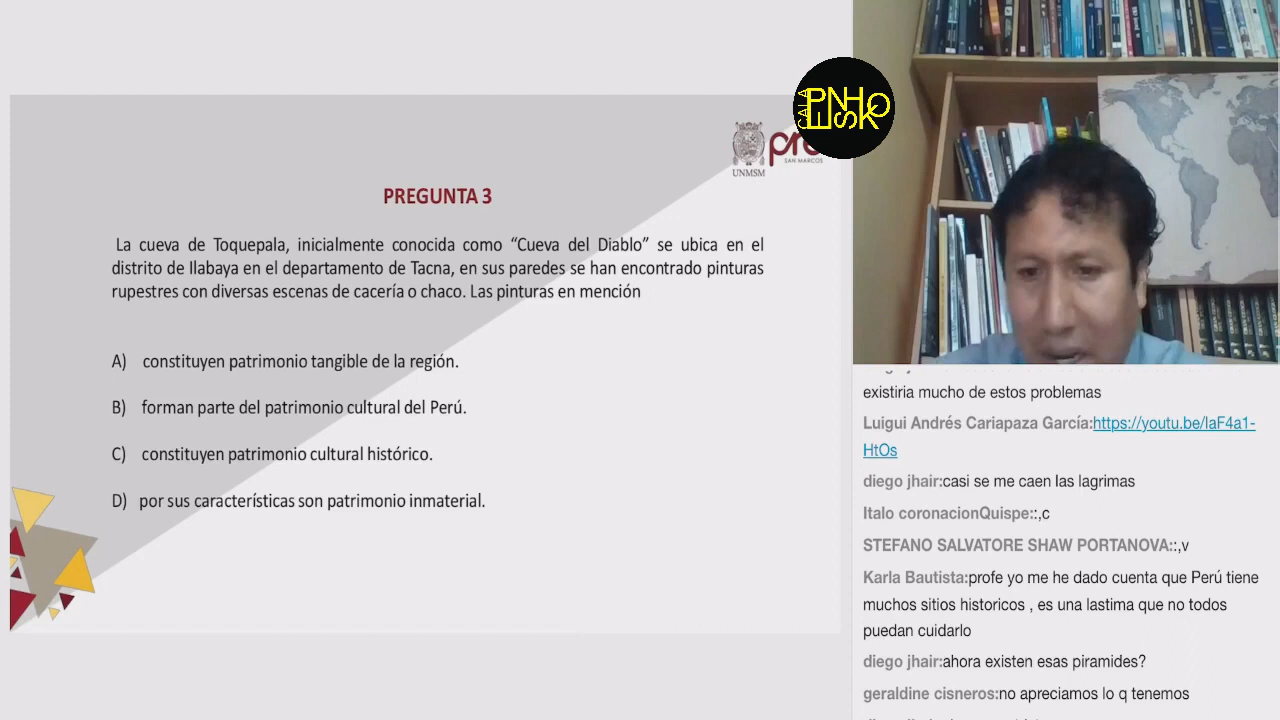 CALA
PENHOSK
pre
SAN MARCOS
UNMSM
PREGUNTA 3
La cueva de Toquepala, inicialmente conocida como “Cueva del Diablo” se ubica en el
distrito de Ilabaya en el departamento de Tacna, en sus paredes se han encontrado pinturas
rupestres con diversas escenas de cacería o chaco. Las pinturas en mención
A) constituyen patrimonio tangible de la región.
B) forman parte del patrimonio cultural del Perú.
C) constituyen patrimonio cultural histórico.
D) por sus características son patrimonio inmaterial.
existiria mucho de estos problemas
Luigui Andrés Cariapaza García:https://youtu.be/laF4a1-
HtOs
diego jhair:casi se me caen las lagrimas
Italo coronacionQuispe::,c
STEFANO SALVATORE SHAW PORTANOVA::,v
Karla Bautista:profe yo me he dado cuenta que Perú tiene
muchos sitios historicos , es una lastima que no todos
puedan cuidarlo
diego jhair:ahora existen esas piramides?
geraldine cisneros:no apreciamos lo q tenemos